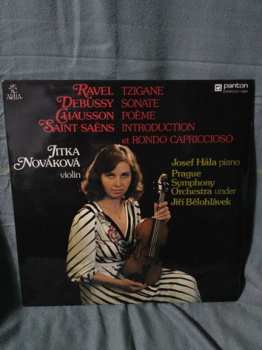 RAVEL TZIGANE
DEBUSSY SONATE
CHAUSSON POÈME
SAINT-SAËNS INTRODUCTION
et RONDO CAPRICCIOSO
panton
JITKA
NOVÁKOVÁ
violin
Josef Hála piano
Prague
Symphony
Orchestra under
Jiří Bělohlávek